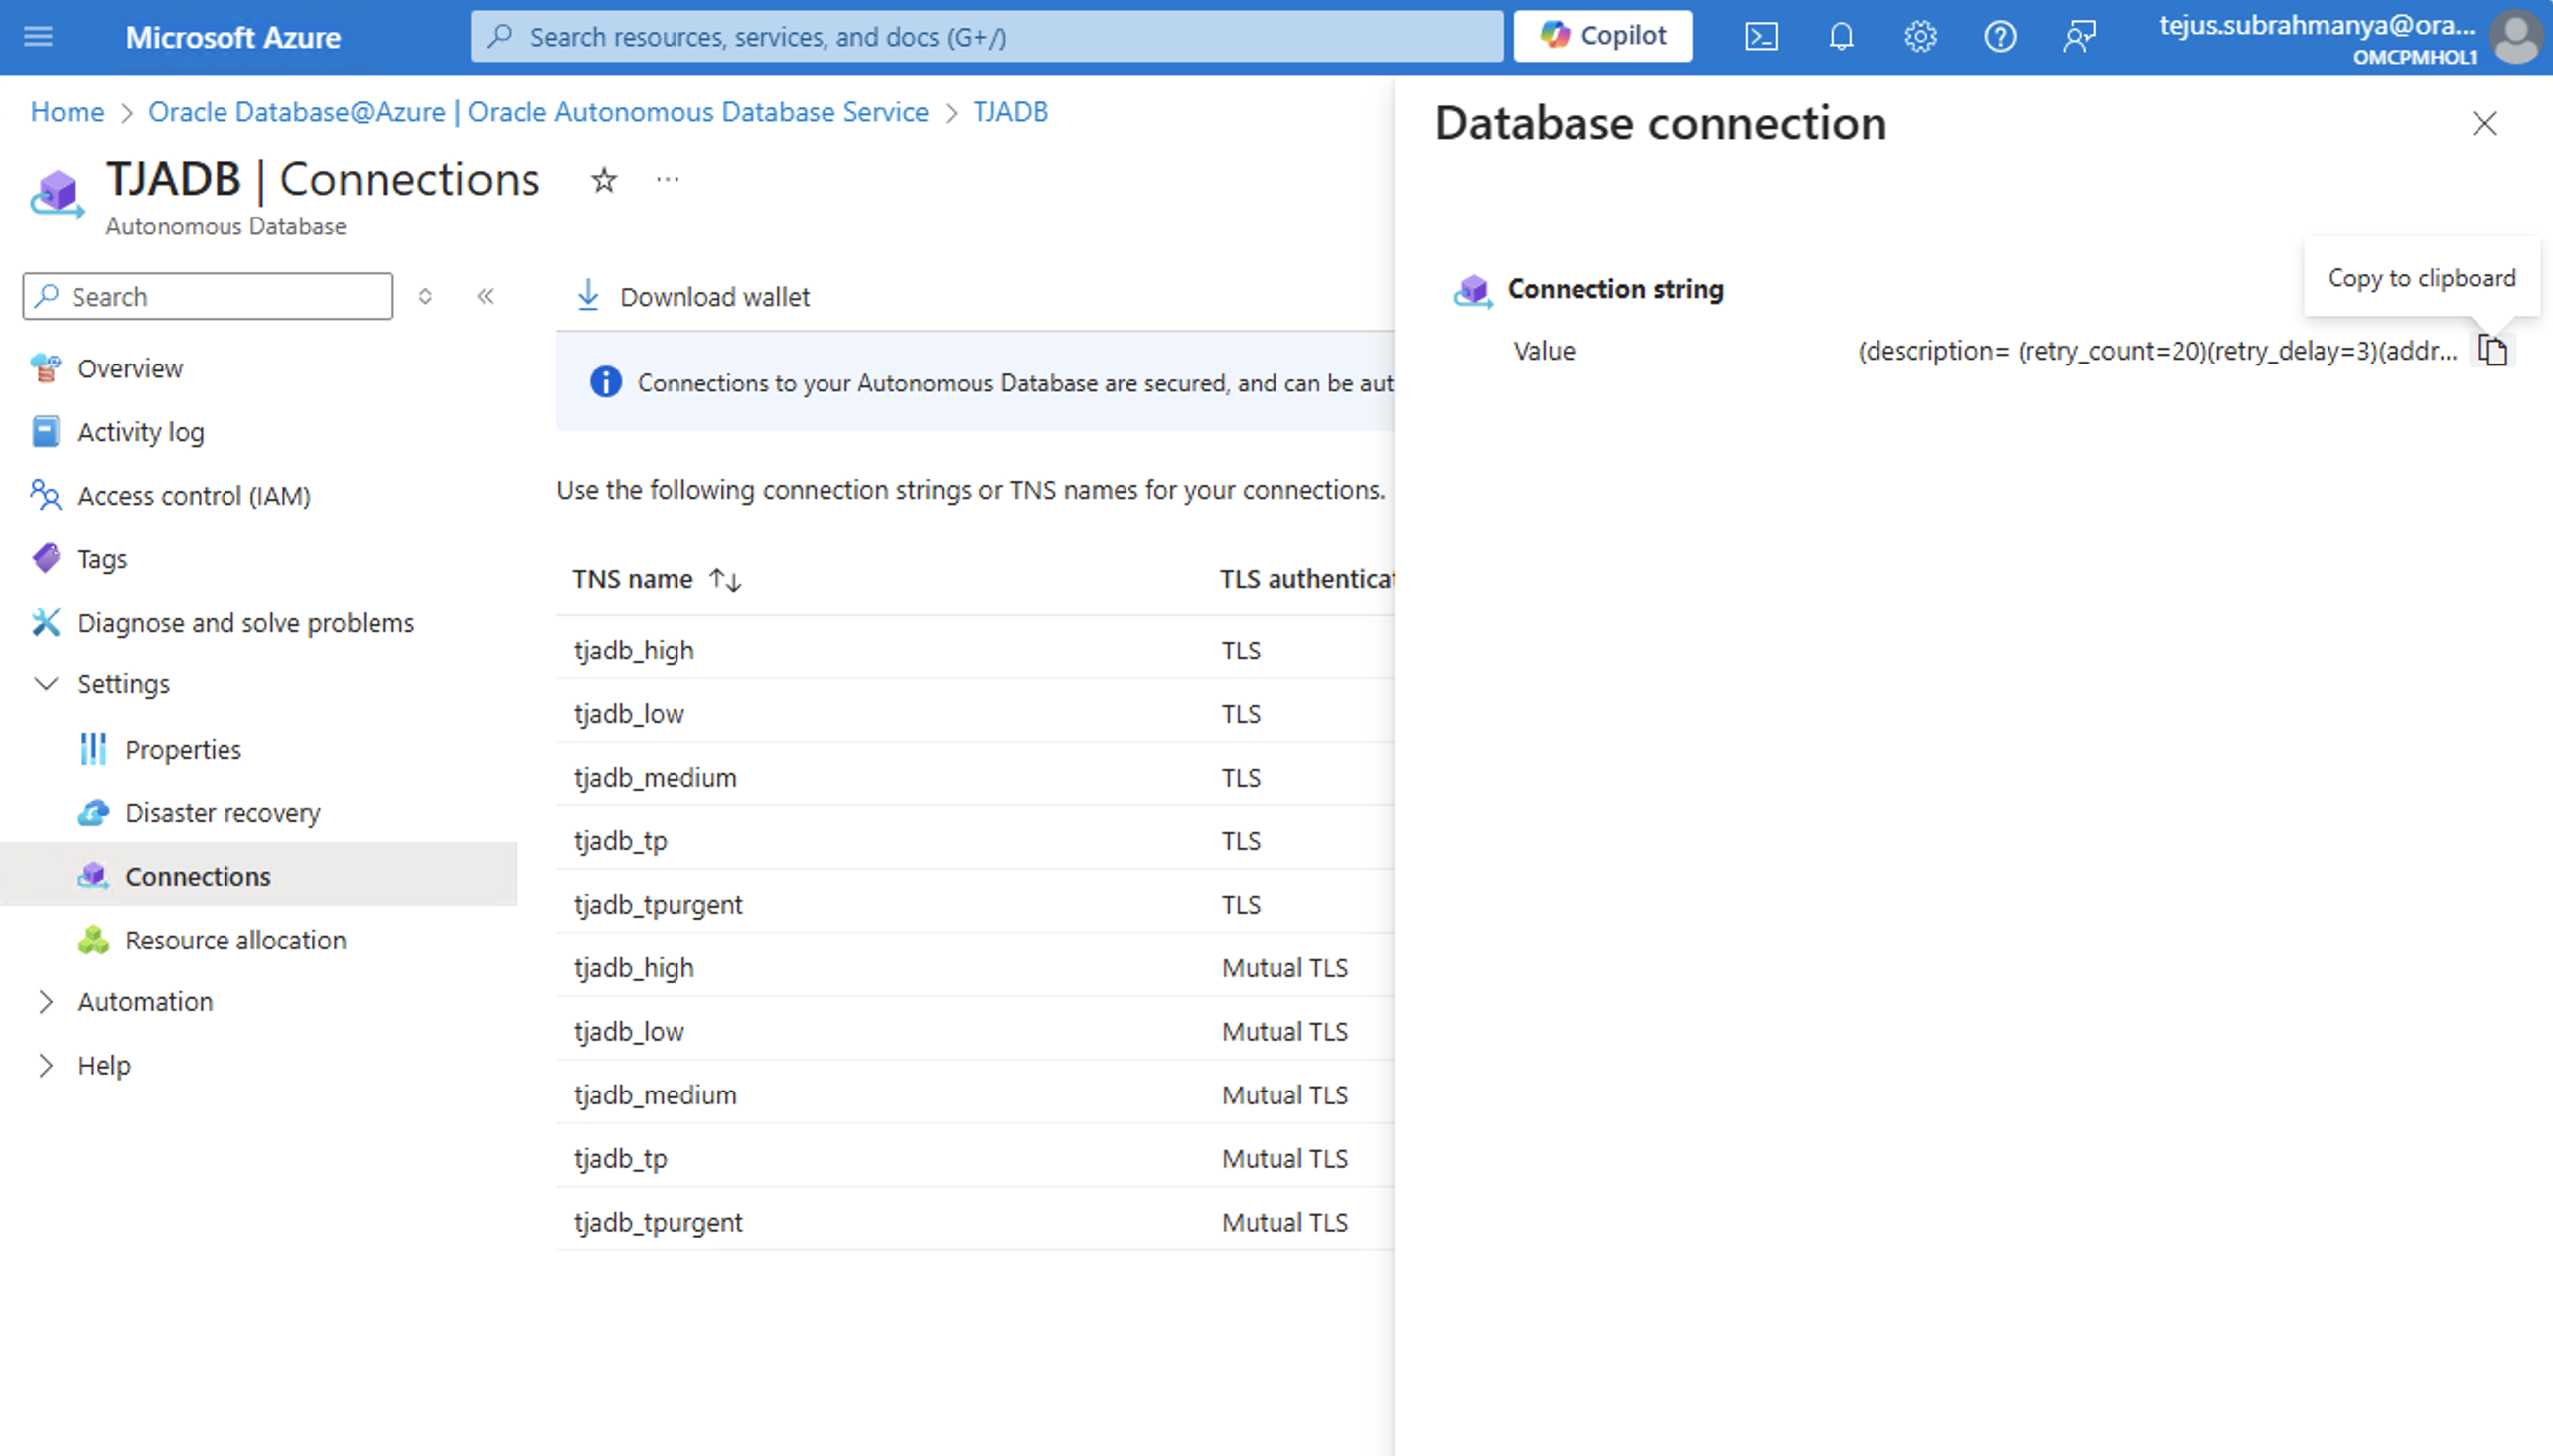 Microsoft Azure
Search resources, services, and docs (G+/)
Copilot
tejus.subrahmanya@ora...
OMCPMHOL1
Home > Oracle Database@Azure | Oracle Autonomous Database Service > TJADB
TJADB | Connections
Autonomous Database
Search
Overview
Activity log
Access control (IAM)
Tags
Diagnose and solve problems
Settings
Properties
Disaster recovery
Connections
Resource allocation
Automation
Help
Download wallet
Connections to your Autonomous Database are secured, and can be aut
Use the following connection strings or TNS names for your connections.
TNS name TLS authenticat
tjadb_high TLS
tjadb_low TLS
tjadb_medium TLS
tjadb_tp TLS
tjadb_tpurgent TLS
tjadb_high Mutual TLS
tjadb_low Mutual TLS
tjadb_medium Mutual TLS
tjadb_tp Mutual TLS
tjadb_tpurgent Mutual TLS
Database connection
Copy to clipboard
Connection string
Value (description= (retry_count=20)(retry_delay=3)(addr...